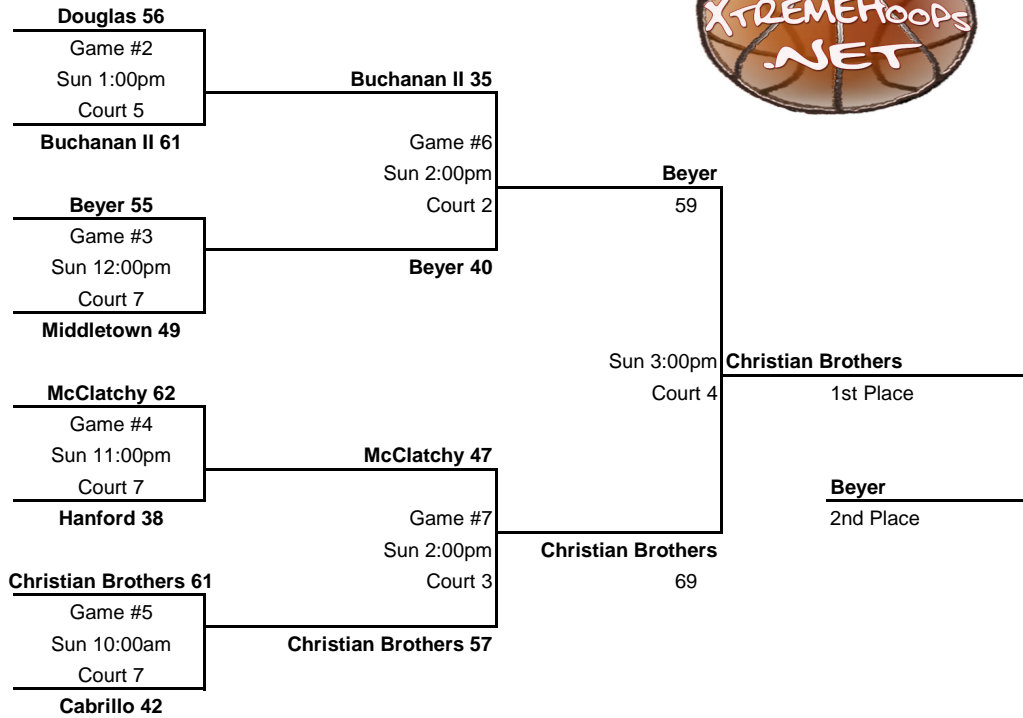 XTREMEHOOPS
.NET
Douglas 56
Game #2
Sun 1:00pm
Court 5
Buchanan II 61
Beyer 55
Game #3
Sun 12:00pm
Court 7
Middletown 49
McClatchy 62
Game #4
Sun 11:00pm
Court 7
Hanford 38
Christian Brothers 61
Game #5
Sun 10:00am
Court 7
Cabrillo 42
Buchanan II 35
Game #6
Sun 2:00pm
Court 2
Beyer 40
McClatchy 47
Game #7
Sun 2:00pm
Court 3
Christian Brothers 57
Beyer
59
Sun 3:00pm
Court 4
Christian Brothers
69
Christian Brothers
1st Place
Beyer
2nd Place